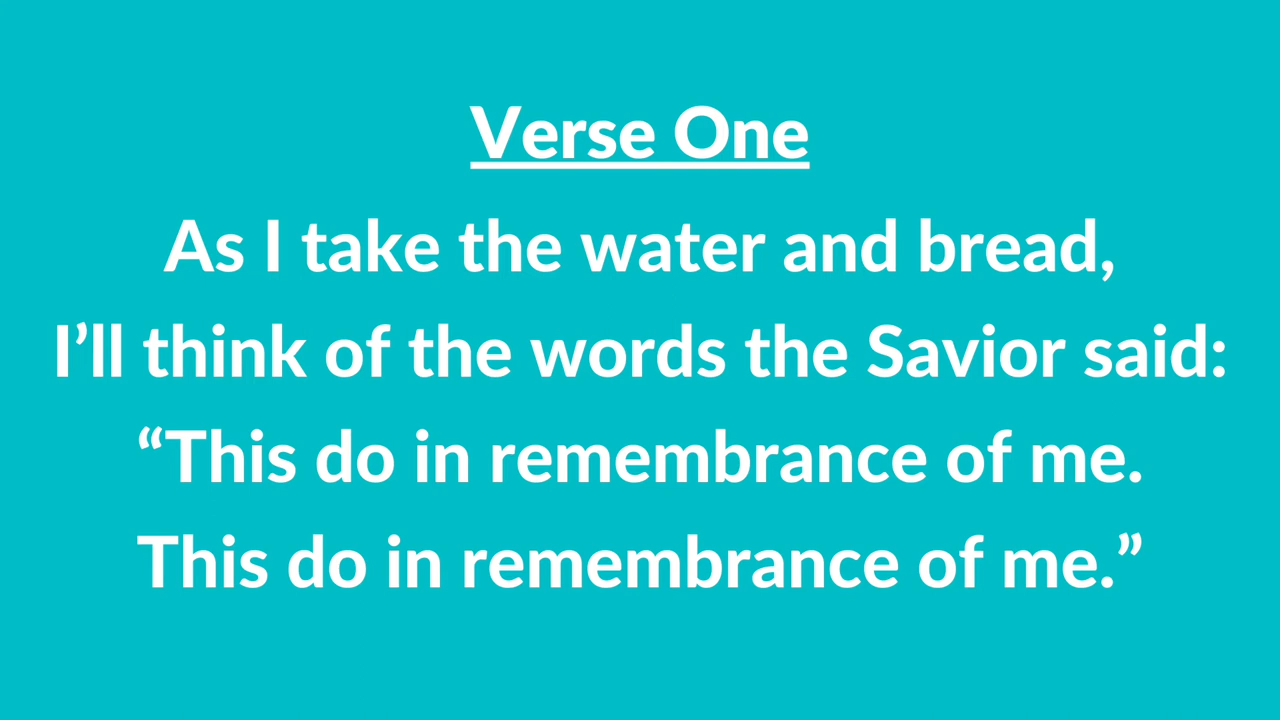 Verse One
As I take the water and bread,
I’ll think of the words the Savior said:
“This do in remembrance of me.
This do in remembrance of me.”